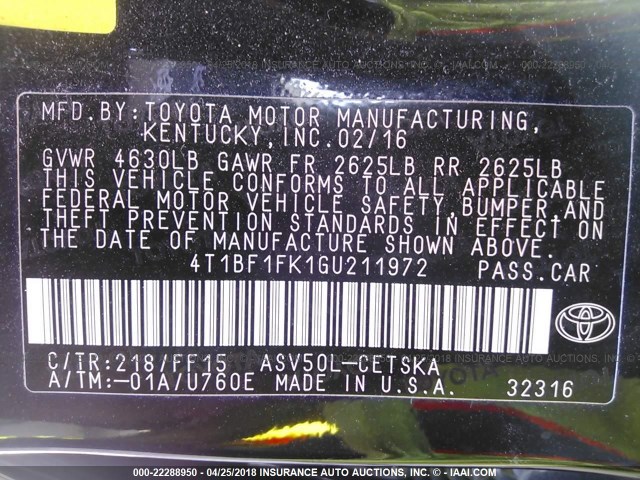 MFD.BY:TOYOTA MOTOR MANUFACTURING,
KENTUCKY,INC.02/16
GVWR 4630LB GAWR FR 2625LB RR 2625LB
THIS VEHICLE CONFORMS TO ALL APPLICABLE
FEDERAL MOTOR VEHICLE SAFETY,BUMPER,AND
THEFT PREVENTION STANDARDS IN EFFECT ON
THE DATE OF MANUFACTURE SHOWN ABOVE.
4T1BF1FK1GU211972 PASS.CAR
C/TR:218/FF15 ASV50L-CETSKA
A/TM:-01A/U760E MADE IN U.S.A. 32316
000-22288950 - 04/25/2018 INSURANCE AUTO AUCTIONS, INC. - IAAI.COM